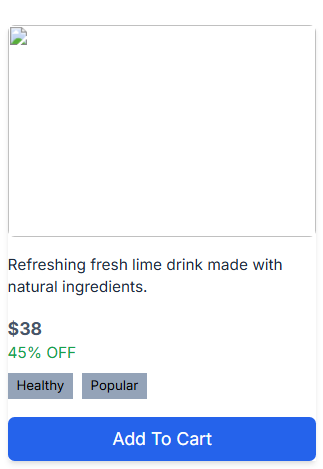 Refreshing fresh lime drink made with
natural ingredients.
$38
45% OFF
Healthy Popular
Add To Cart